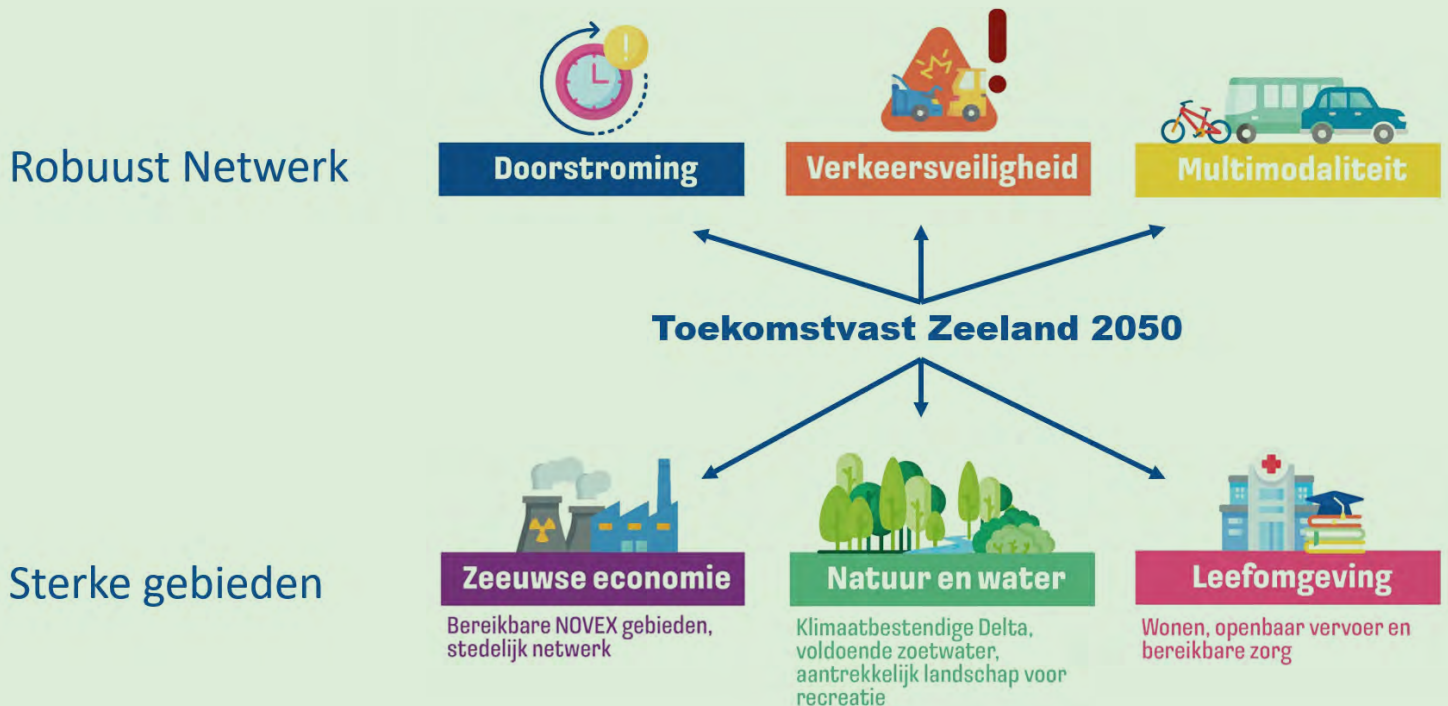 Robuust Netwerk
Doorstroming
Verkeersveiligheid
Multimodaliteit
Toekomstvast Zeeland 2050
Sterke gebieden
Zeeuwse economie
Bereikbare NOVEX gebieden,
stedelijk netwerk
Natuur en water
Klimaatbestendige Delta,
voldoende zoetwater,
aantrekkelijk landschap voor
recreatie
Leefomgeving
Wonen, openbaar vervoer en
bereikbare zorg